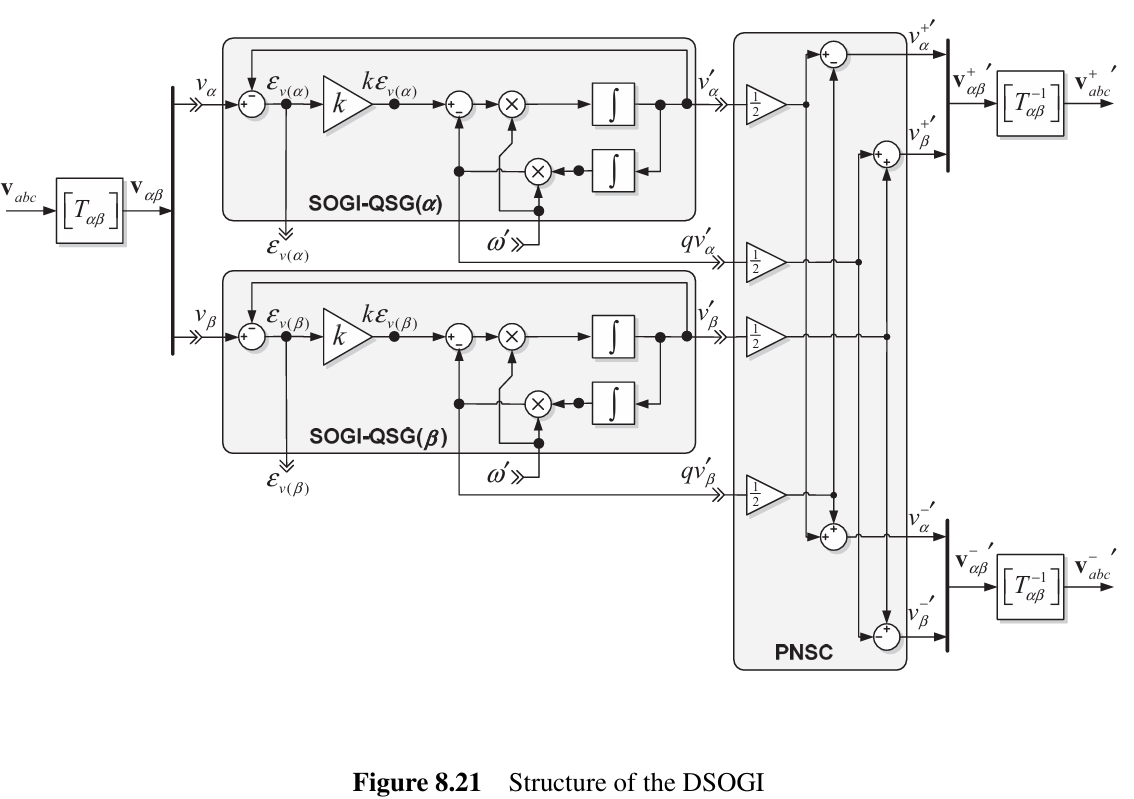 v_α ε_v(α) k kε_v(α) + − + − × ∫ v′_α 1/2 + − v_α^+′
v_αβ^+′ [T_αβ^−1] v_abc^+′
× ∫ + + v_β^+′
v_abc [T_αβ] v_αβ
SOGI-QSG(α)
ε_v(α) ω′ qv′_α 1/2
v_β ε_v(β) k kε_v(β) + − + − × ∫ v′_β 1/2
× ∫
SOGI-QSG(β)
ε_v(β) ω′ qv′_β 1/2
+ + v_α^−′
v_αβ^−′ [T_αβ^−1] v_abc^−′
− + v_β^−′
PNSC
Figure 8.21 Structure of the DSOGI